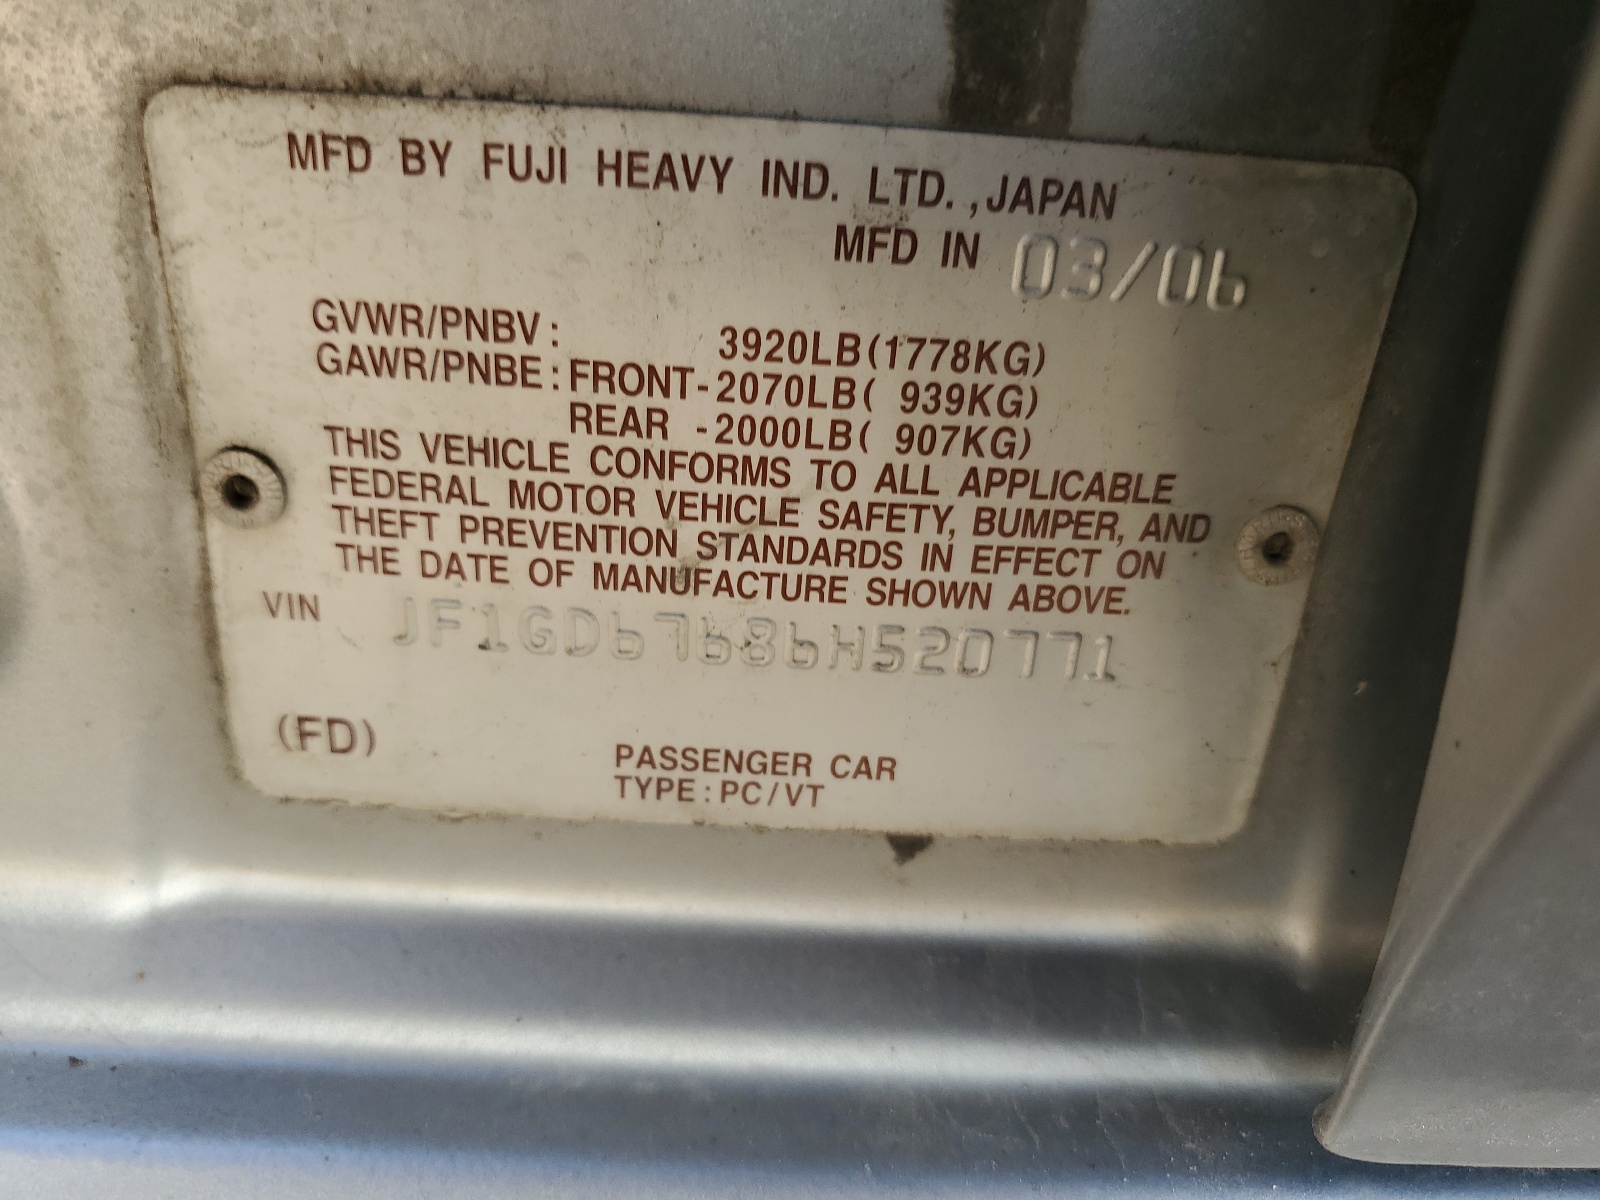 MFD BY FUJI HEAVY IND. LTD.,JAPAN
MFD IN 03/06
GVWR/PNBV: 3920LB(1778KG)
GAWR/PNBE:FRONT-2070LB( 939KG)
REAR -2000LB( 907KG)
THIS VEHICLE CONFORMS TO ALL APPLICABLE
FEDERAL MOTOR VEHICLE SAFETY, BUMPER, AND
THEFT PREVENTION STANDARDS IN EFFECT ON
THE DATE OF MANUFACTURE SHOWN ABOVE.
VIN JF1GD67686H520771
(FD)
PASSENGER CAR
TYPE:PC/VT